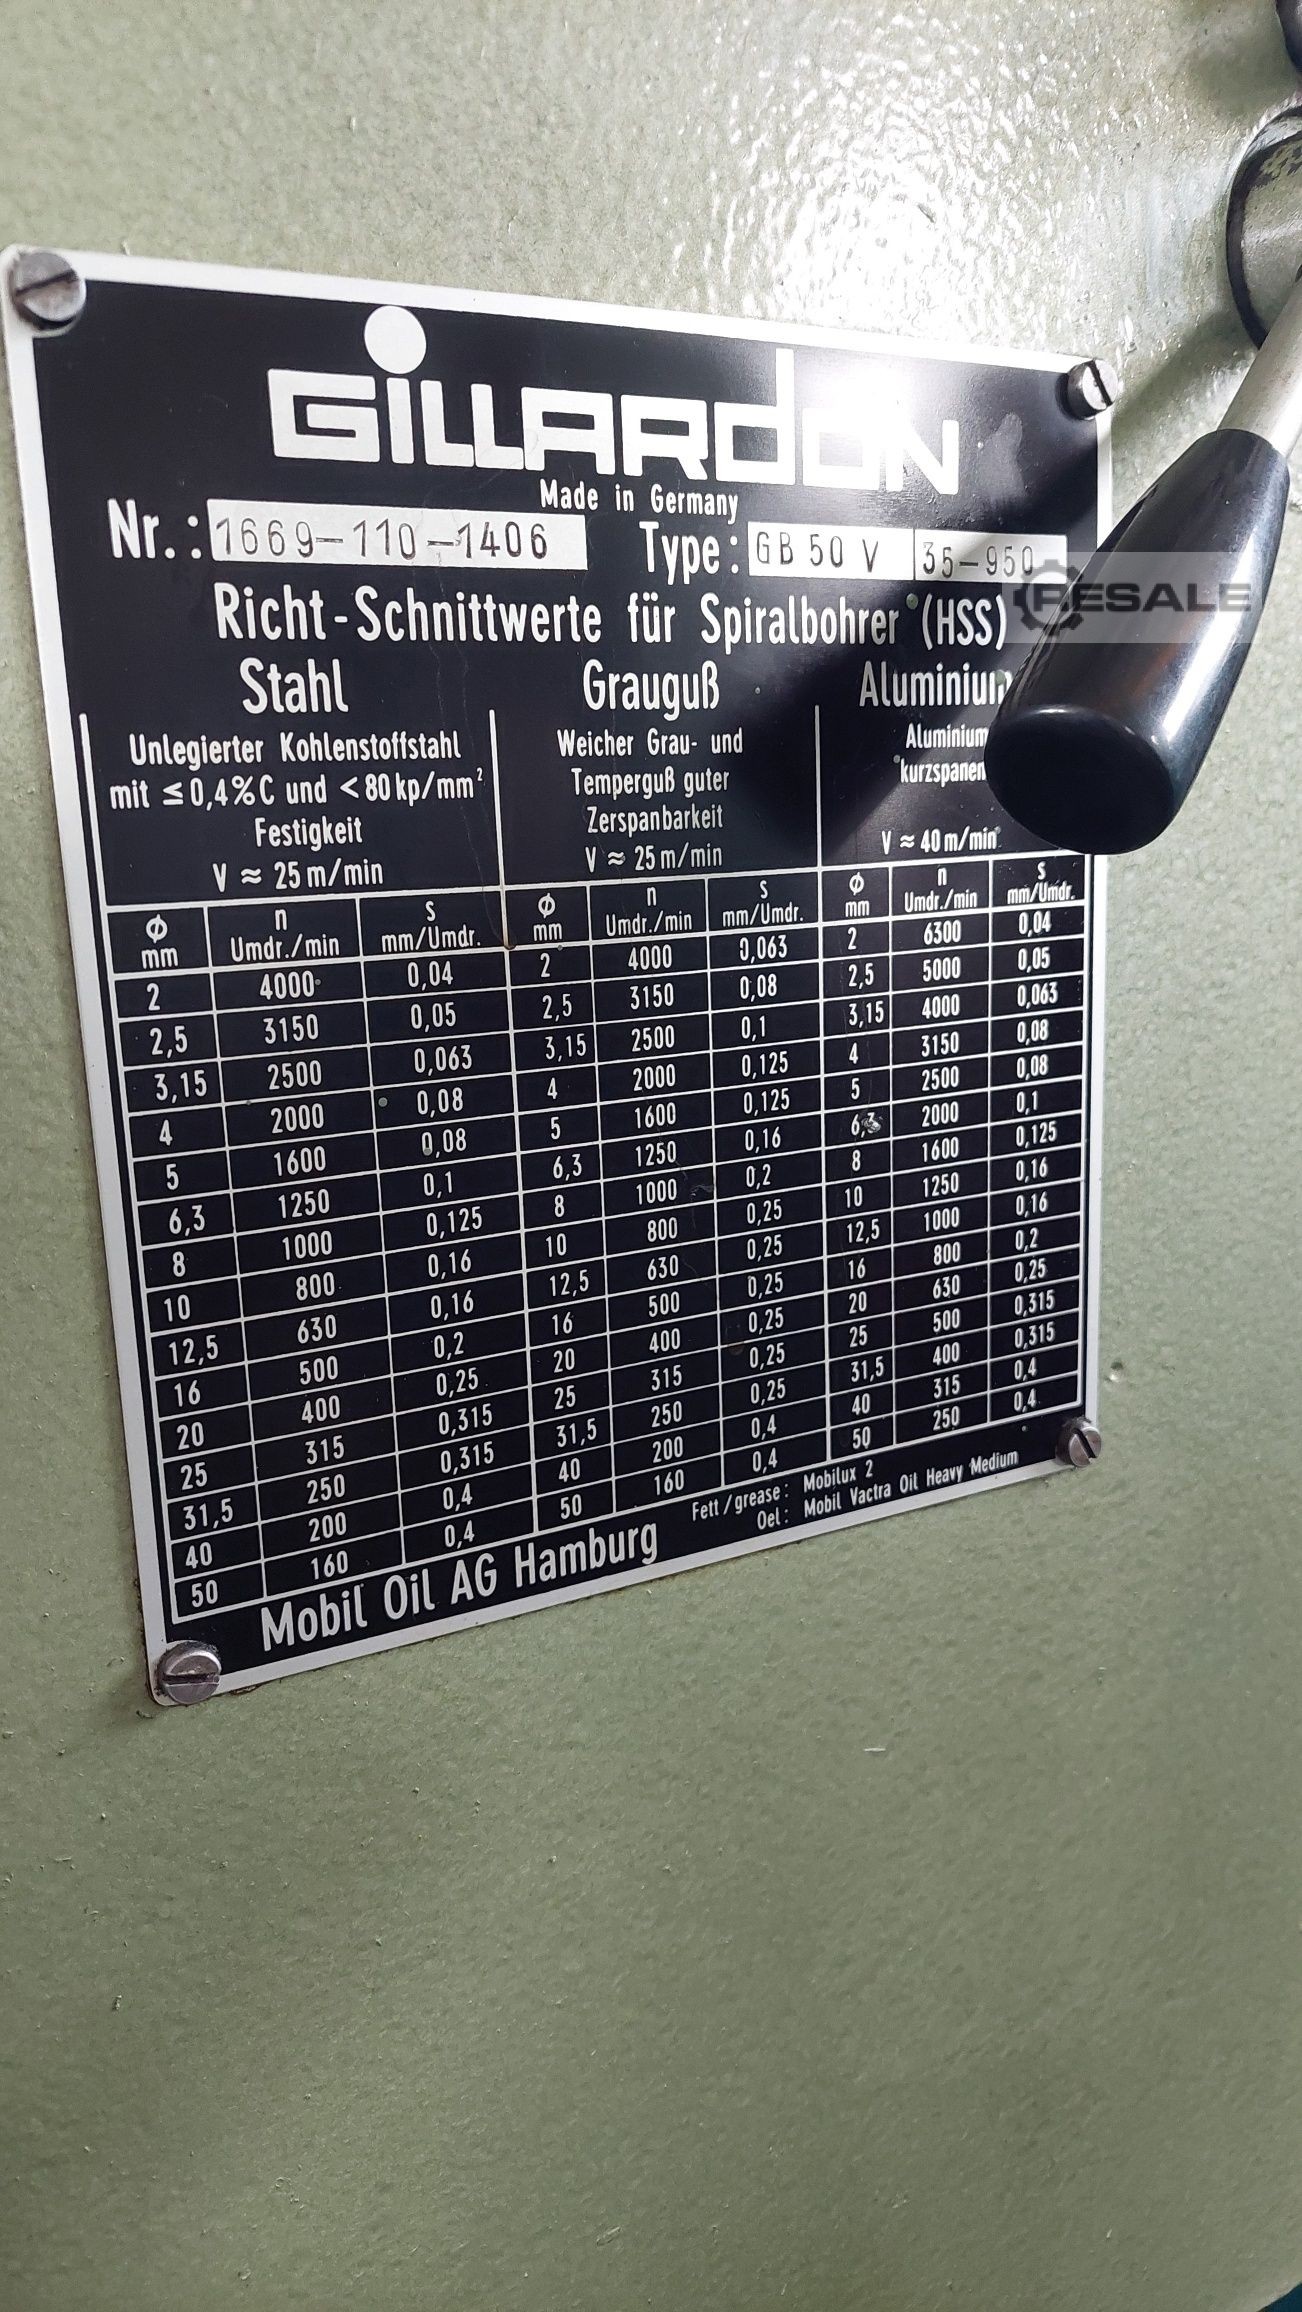 GiLLARdON
Made in Germany
Nr.: 1669-110-1406 Type: GB 50 V 35-950
Richt-Schnittwerte für Spiralbohrer (HSS)
Stahl Grauguß
Unlegierter Kohlenstoffstahl
mit ≤ 0,4%C und < 80 kp/mm²
Festigkeit
V ≈ 25 m/min
Weicher Grau- und
Temperguß guter
Zerspanbarkeit
V ≈ 25 m/min
V ≈ 40 m/min
Φ mm n Umdr./min s mm/Umdr. Φ mm n Umdr./min s mm/Umdr. Φ mm n Umdr./min s mm/Umdr.
2 4000 0,04 2 4000 0,063 2 6300 0,04
2,5 3150 0,05 2,5 3150 0,08 2,5 5000 0,05
3,15 2500 0,063 3,15 2500 0,1 3,15 4000 0,063
4 2000 0,08 4 2000 0,125 4 3150 0,08
5 1600 0,08 5 1600 0,125 5 2500 0,08
6,3 1250 0,1 6,3 1250 0,16 6,3 2000 0,1
8 1000 0,125 8 1000 0,2 8 1600 0,125
10 800 0,16 10 800 0,25 10 1250 0,16
12,5 630 0,16 12,5 630 0,25 12,5 1000 0,16
16 500 0,2 16 500 0,25 16 800 0,2
20 400 0,25 20 400 0,25 20 630 0,25
25 315 0,315 25 315 0,25 25 500 0,315
31,5 250 0,315 31,5 250 0,25 31,5 400 0,315
40 200 0,4 40 200 0,4 40 315 0,4
50 160 0,4 50 160 0,4 50 250 0,4
Mobil Oil AG Hamburg
Fett/grease: Mobilux 2
Oel: Mobil Vactra Oil Heavy Medium
RESALE